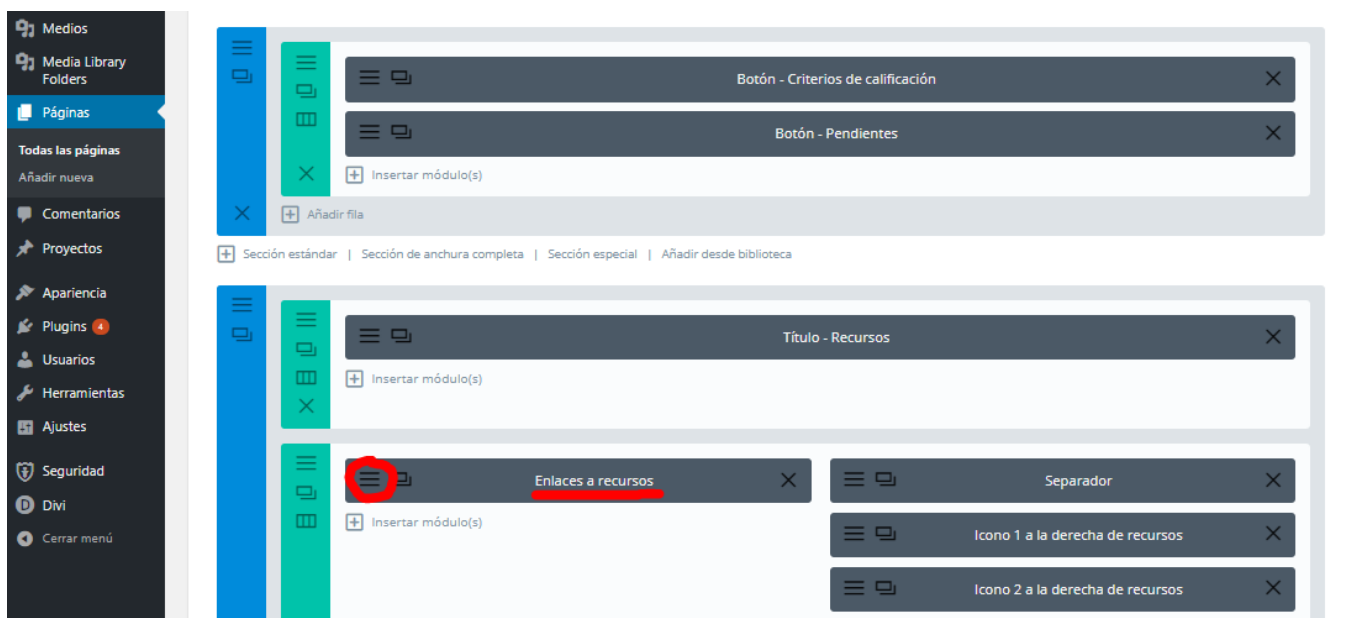 Medios
Media Library
Folders
Páginas
Todas las páginas
Añadir nueva
Comentarios
Proyectos
Apariencia
Plugins 4
Usuarios
Herramientas
Ajustes
Seguridad
D Divi
Cerrar menú
Botón - Criterios de calificación
Botón - Pendientes
Insertar módulo(s)
Añadir fila
Sección estándar | Sección de anchura completa | Sección especial | Añadir desde biblioteca
Título - Recursos
Insertar módulo(s)
Enlaces a recursos
Insertar módulo(s)
Separador
Icono 1 a la derecha de recursos
Icono 2 a la derecha de recursos